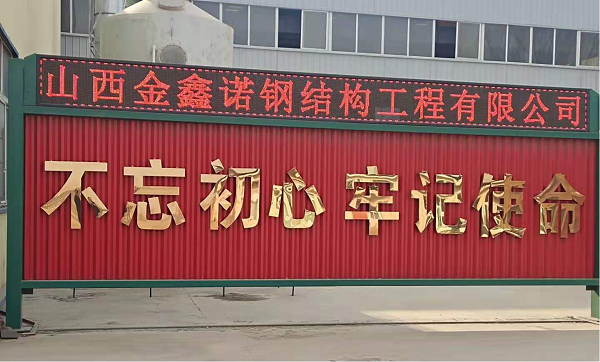 山西金鑫诺钢结构工程有限公司
不忘初心 牢记使命